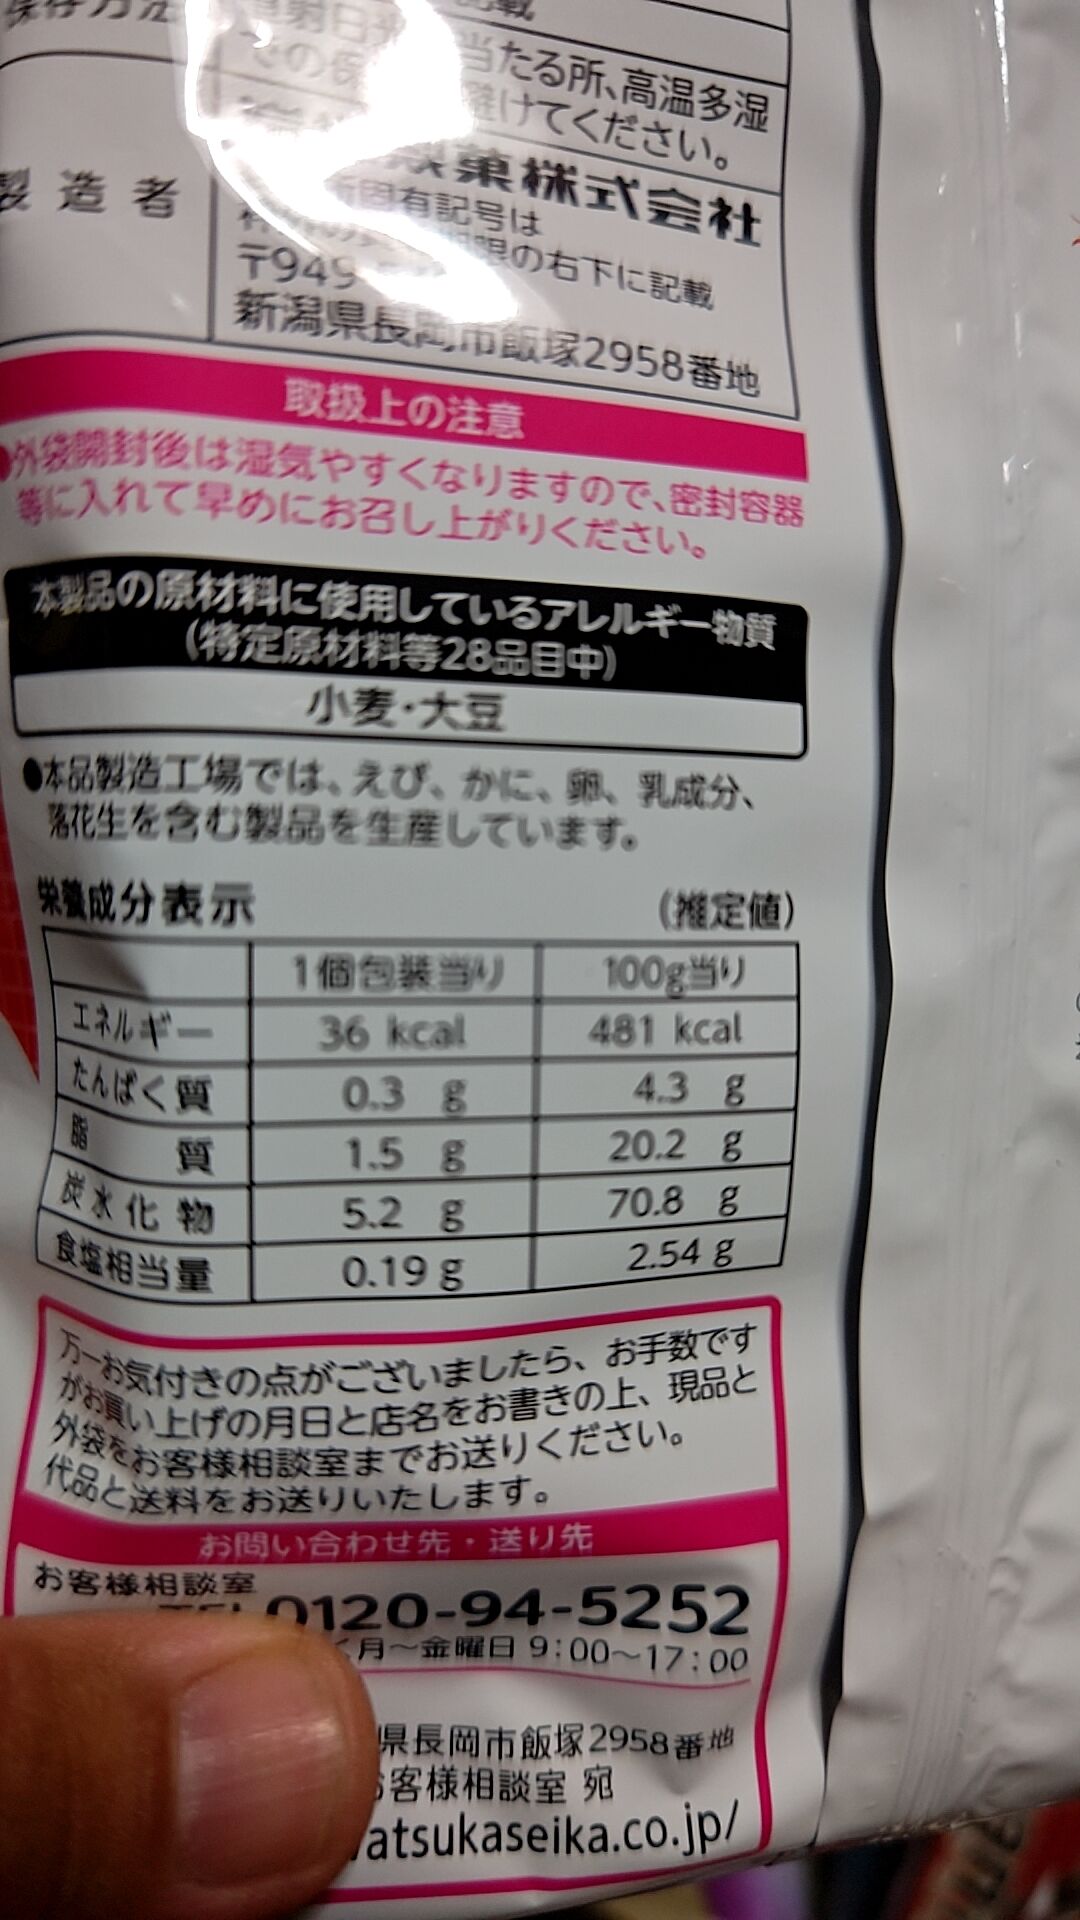 保存方法
記載
当たる所、高温多湿
での保 避けてください。
製造者
製菓株式会社
固有記号は
限の右下に記載
〒949
新潟県長岡市飯塚2958番地
取扱上の注意
●外袋開封後は湿気やすくなりますので、密封容器
等に入れて早めにお召し上がりください。
本製品の原材料に使用しているアレルギー物質
(特定原材料等28品目中)
小麦・大豆
●本品製造工場では、えび、かに、卵、乳成分、
落花生を含む製品を生産しています。
栄養成分表示 (推定値)
1個包装当り 100g当り
エネルギー 36 kcal 481 kcal
たんぱく質 0.3 g 4.3 g
脂質 1.5 g 20.2 g
炭水化物 5.2 g 70.8 g
食塩相当量 0.19 g 2.54 g
万一お気付きの点がございましたら、お手数です
がお買い上げの月日と店名をお書きの上、現品と
外袋をお客様相談室までお送りください。
代品と送料をお送りいたします。
お問い合わせ先・送り先
お客様相談室
TEL 0120-94-5252
月〜金曜日 9:00〜17:00
県長岡市飯塚2958番地
お客様相談室 宛
atsukaseika.co.jp/